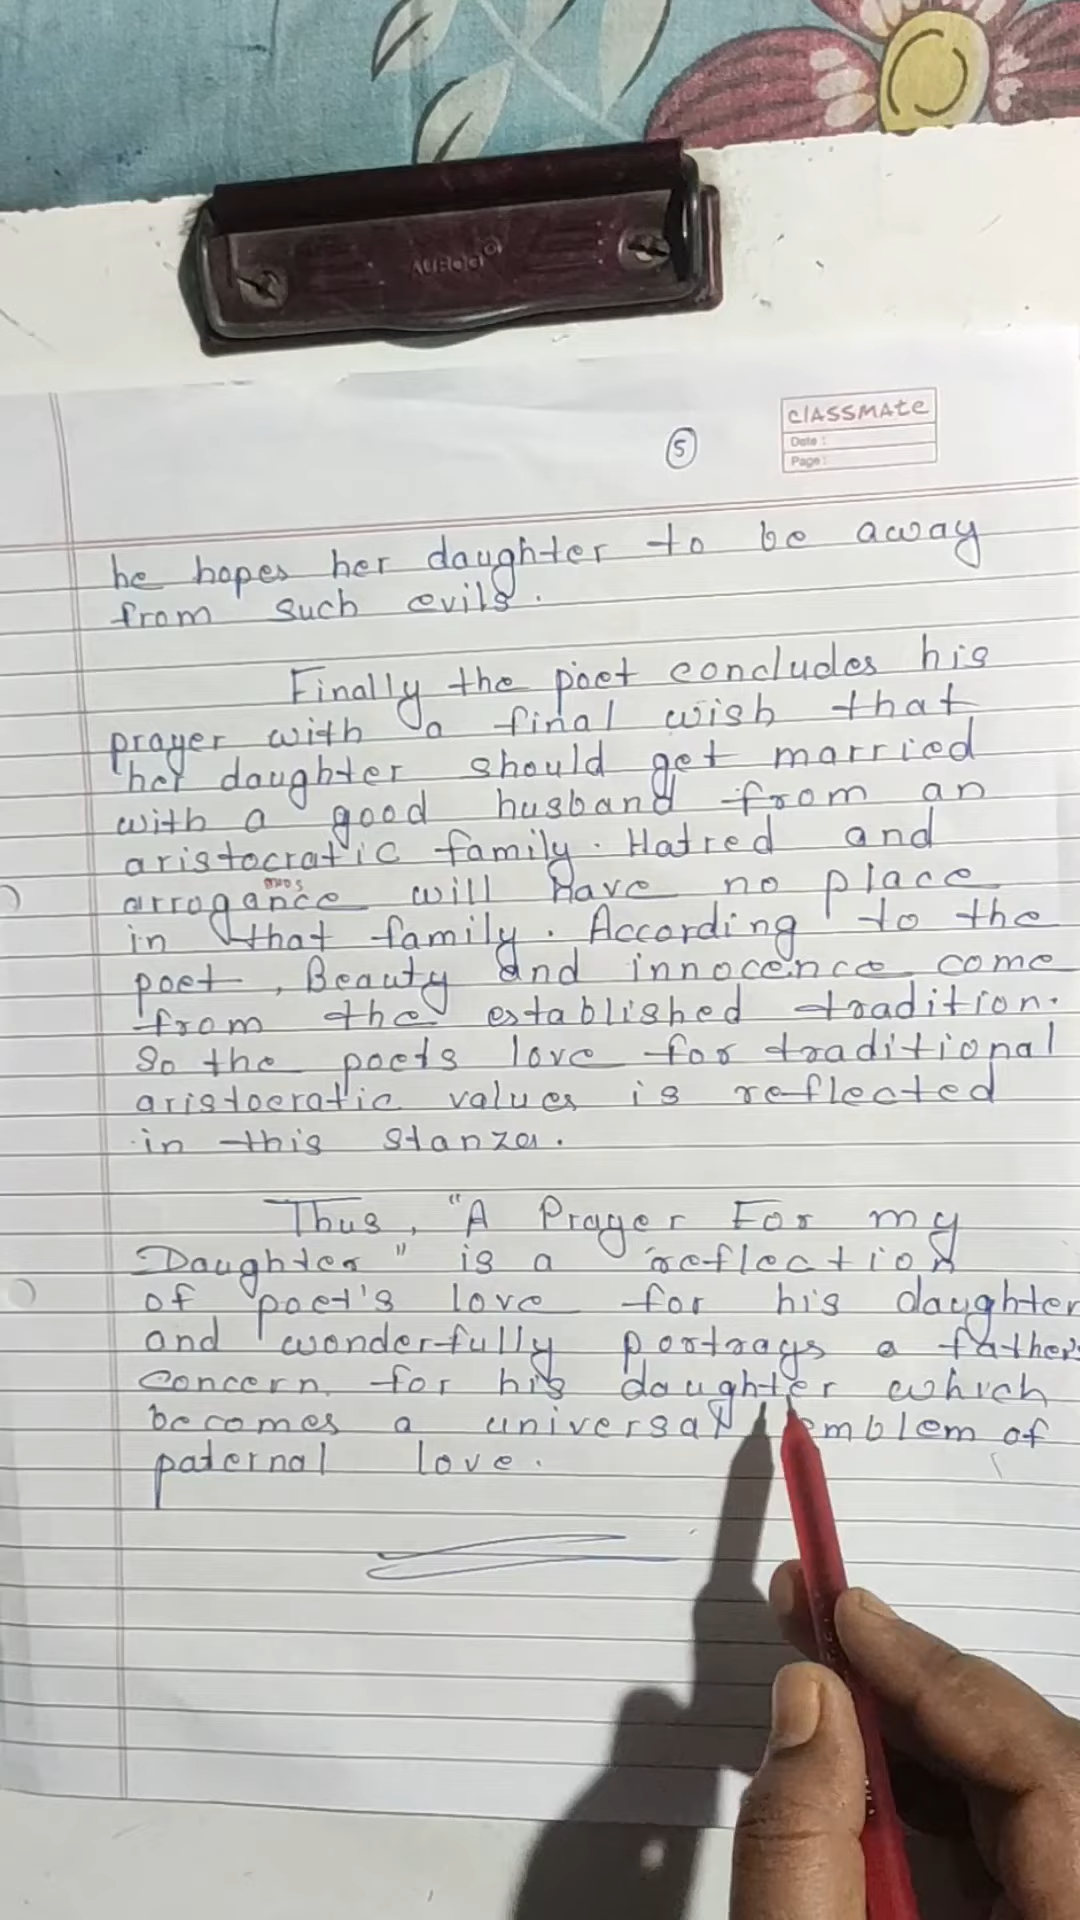 AUROO
5
CLASSMATE
Date :
Page :
he hopes her daughter to be away
from such evils.
Finally the poet concludes his
prayer with a final wish that
her daughter should get married
with a good husband from an
aristocratic family. Hatred and
arrogance will have no place
in that family. According to the
poet, Beauty and innocence come
from the established tradition.
So the poets love for traditional
aristocratic values is reflected
in this stanza.
Thus, "A Prayer For my
Daughter" is a reflection
of poet's love for his daughter
and wonderfully portrays a father
concern for his daughter which
becomes a universal emblem of
paternal love.